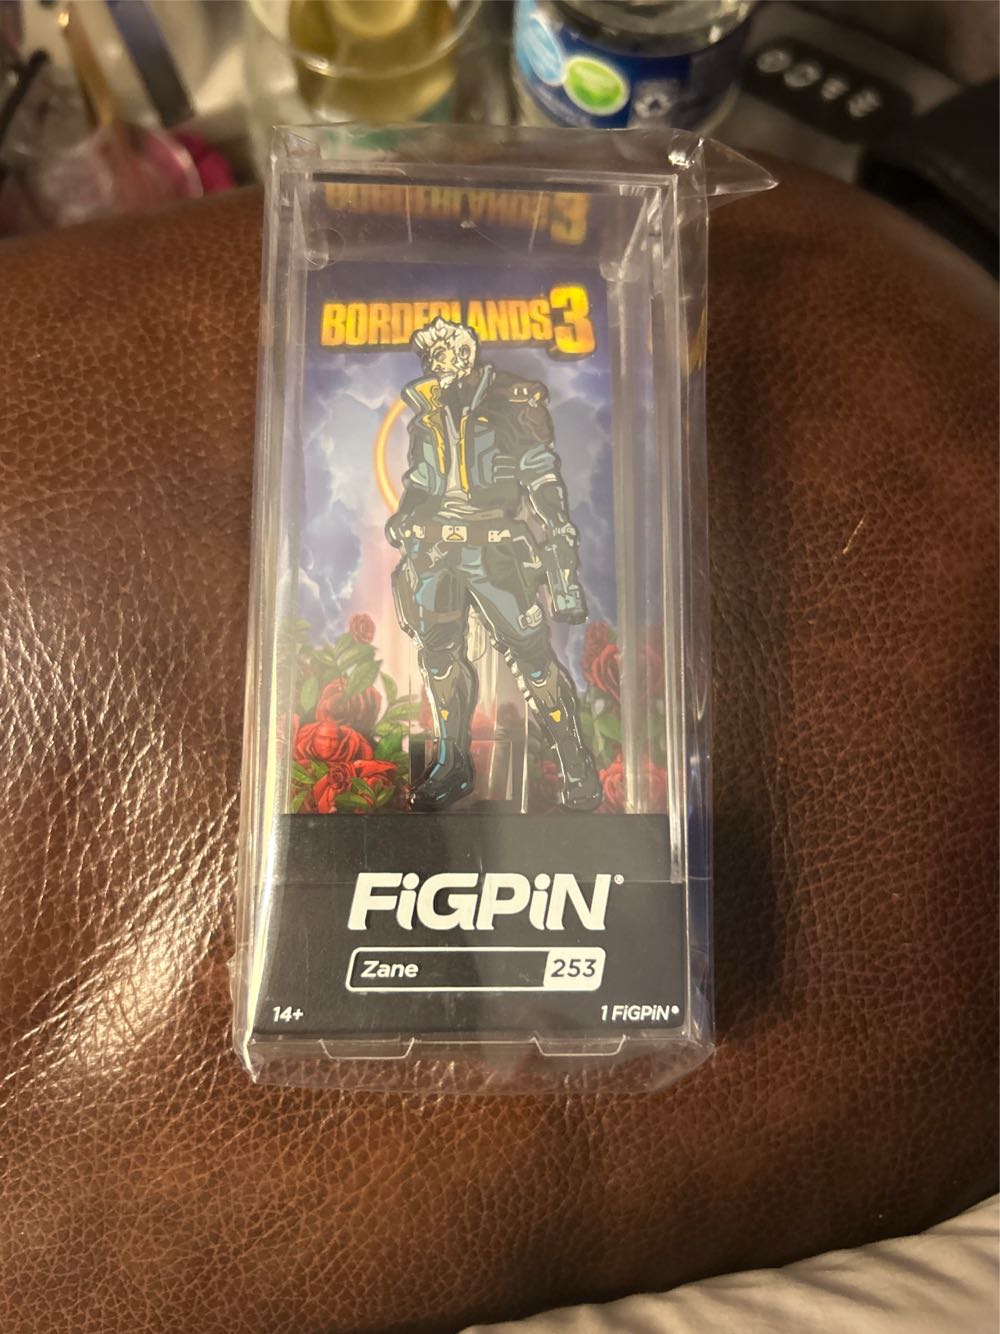 BORDERLANDS 3
FiGPiN®
Zane 253
14+ 1 FiGPiN®